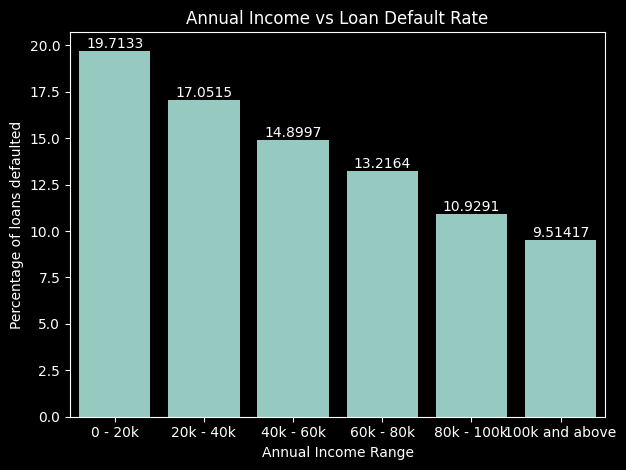 Annual Income vs Loan Default Rate
Percentage of loans defaulted
20.0
17.5
15.0
12.5
10.0
7.5
5.0
2.5
0.0
19.7133
17.0515
14.8997
13.2164
10.9291
9.51417
0 - 20k
20k - 40k
40k - 60k
60k - 80k
80k - 100k
100k and above
Annual Income Range